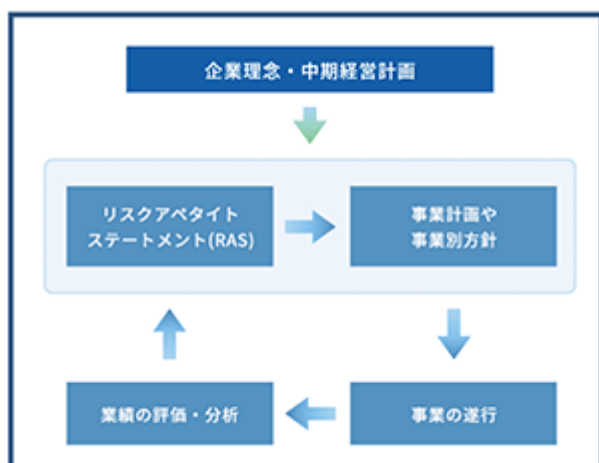 企業理念・中期経営計画
リスクアペタイト
ステートメント(RAS)
事業計画や
事業別方針
業績の評価・分析
事業の遂行